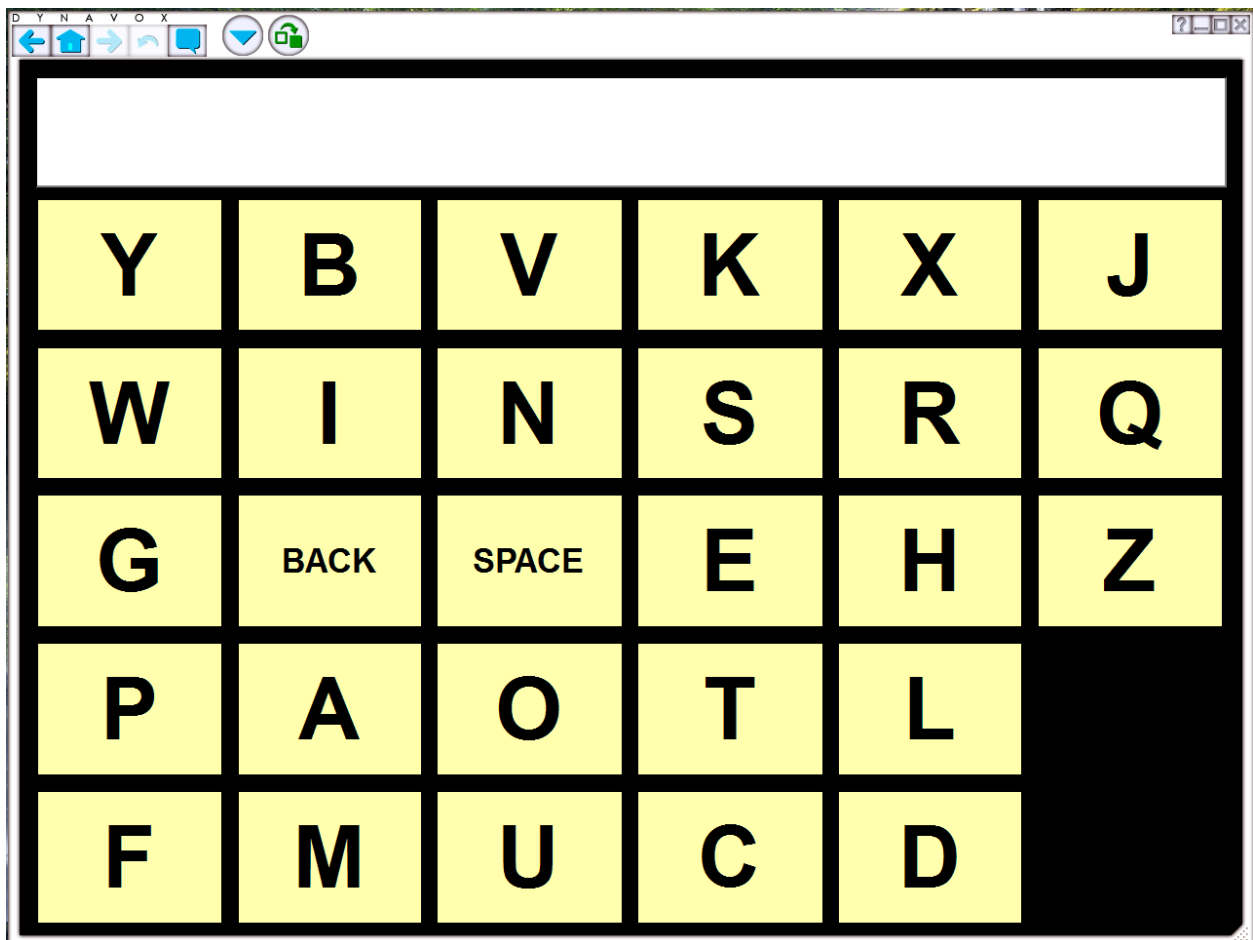 D Y N A V O X
?
Y B V K X J
W I N S R Q
G BACK SPACE E H Z
P A O T L
F M U C D